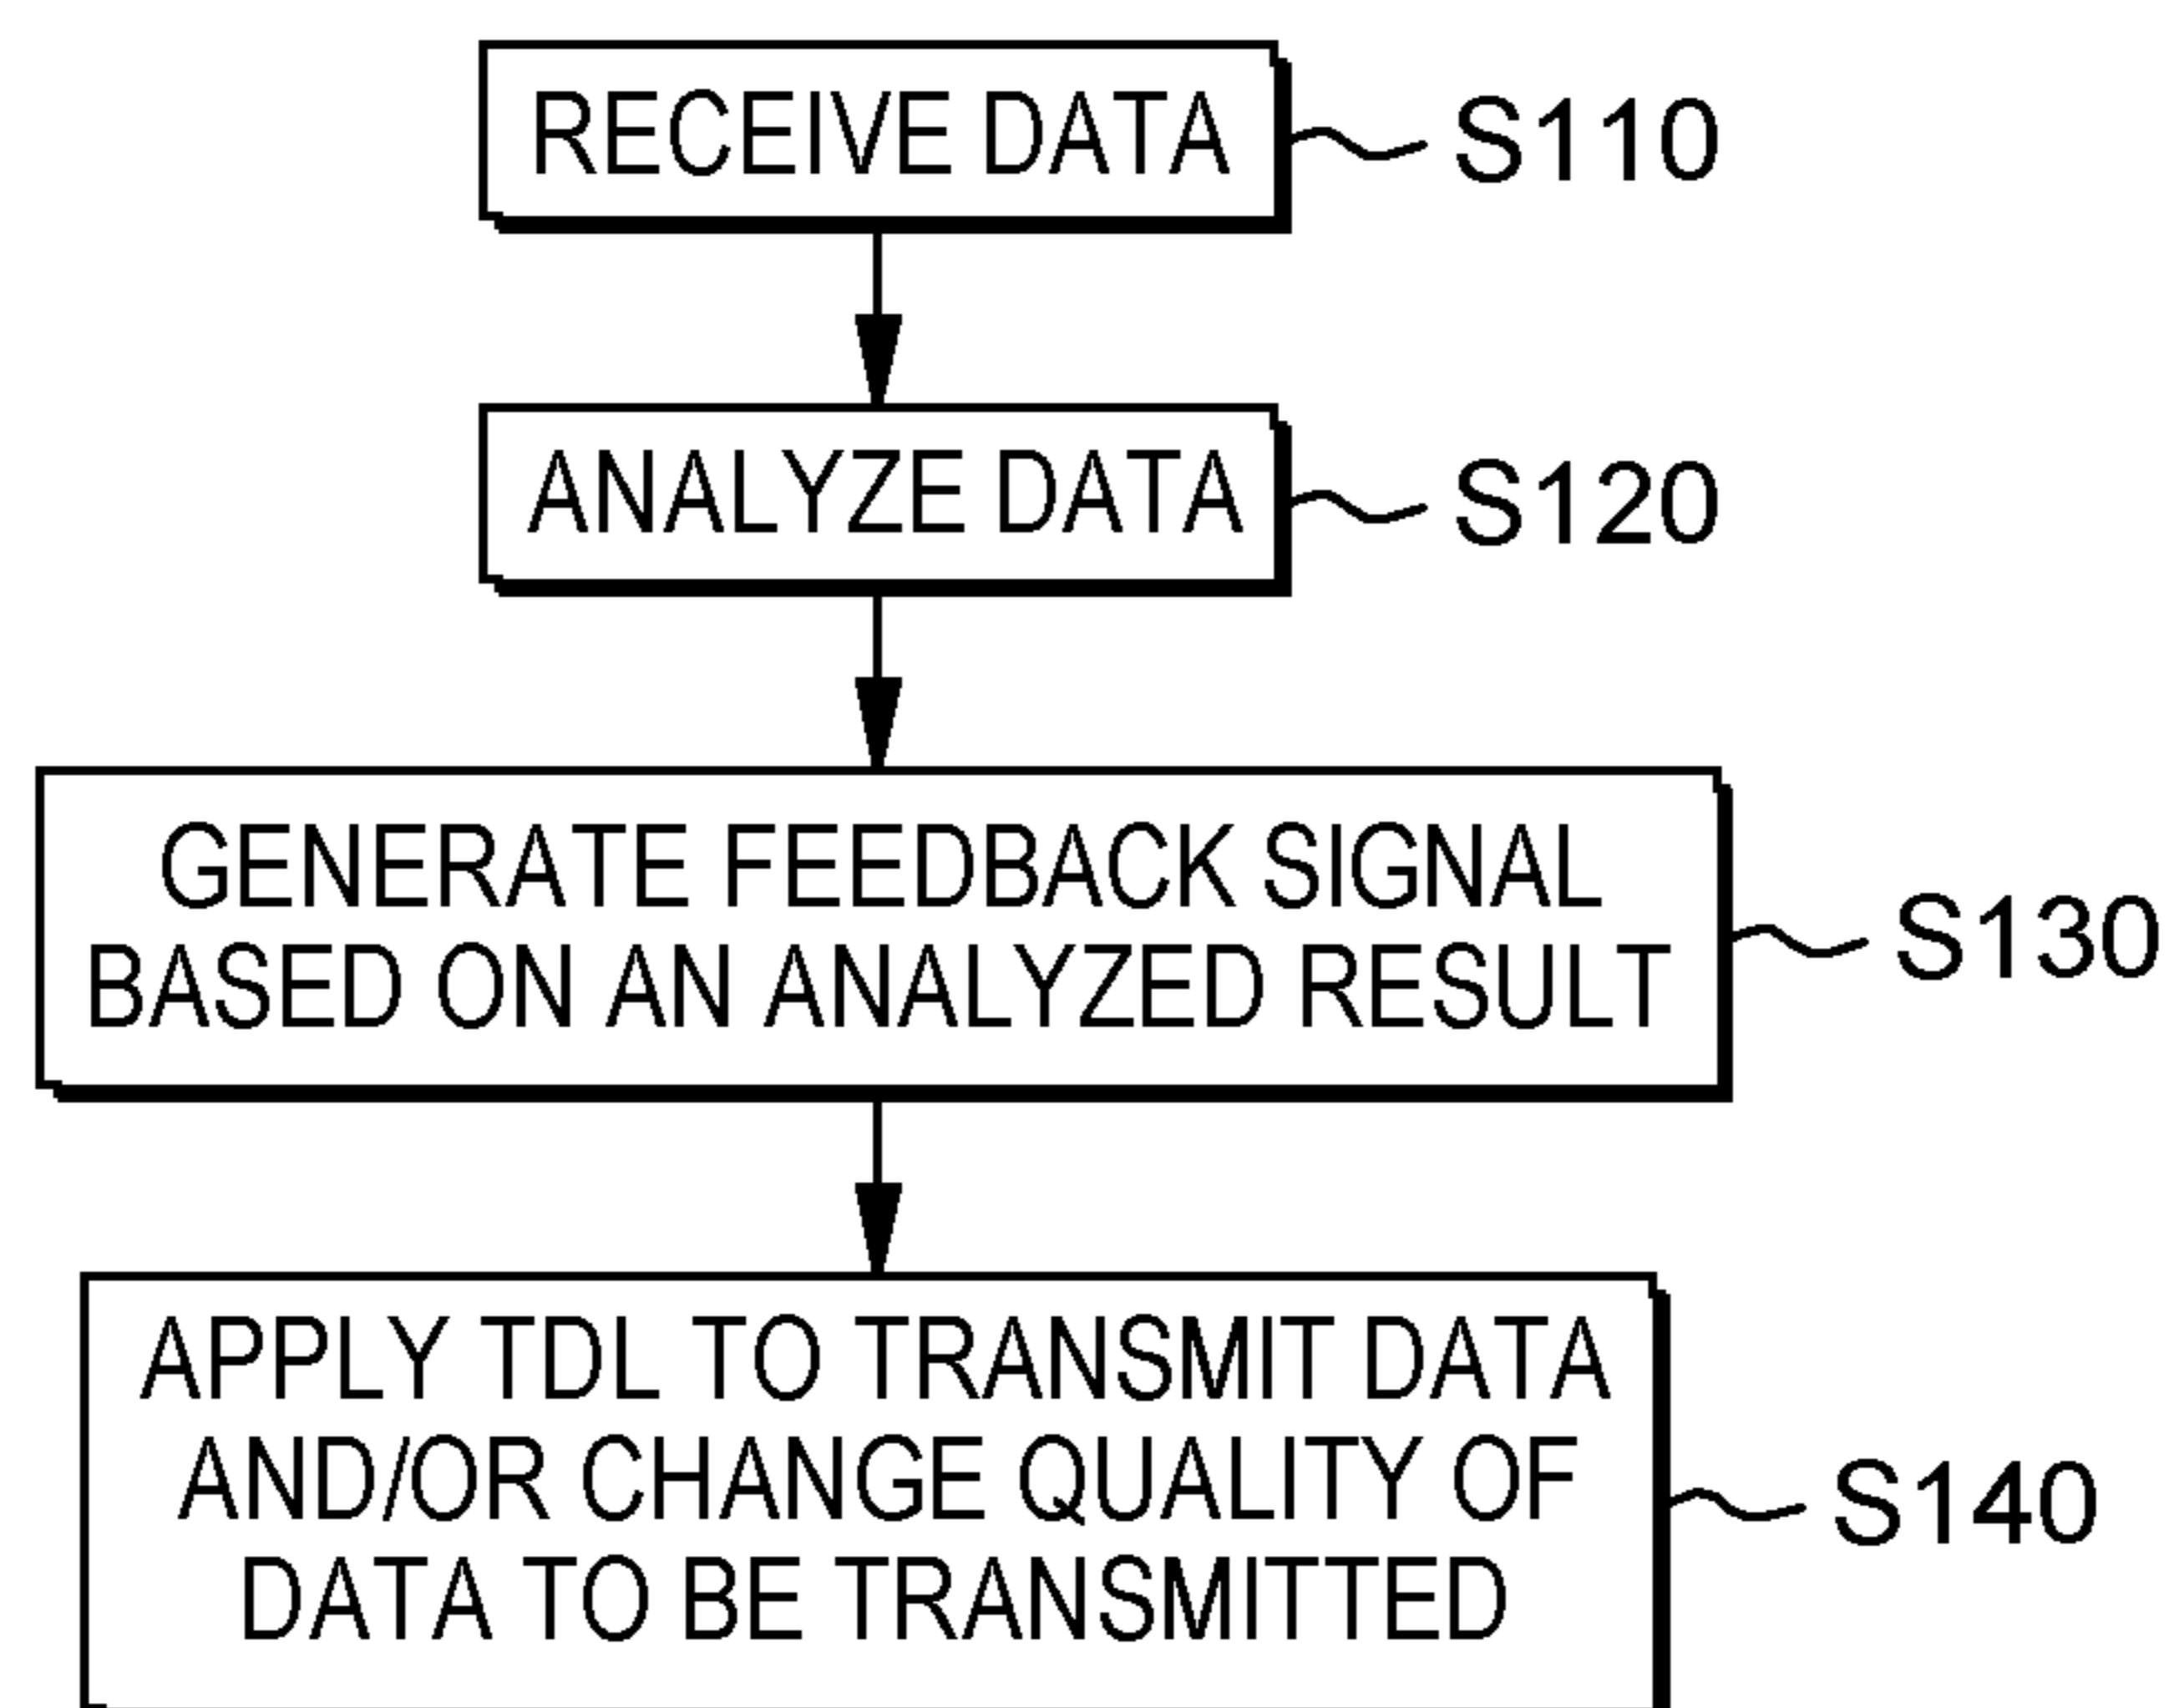 RECEIVE DATA
S110
ANALYZE DATA
S120
GENERATE FEEDBACK SIGNAL
BASED ON AN ANALYZED RESULT
S130
APPLY TDL TO TRANSMIT DATA
AND/OR CHANGE QUALITY OF
DATA TO BE TRANSMITTED
S140